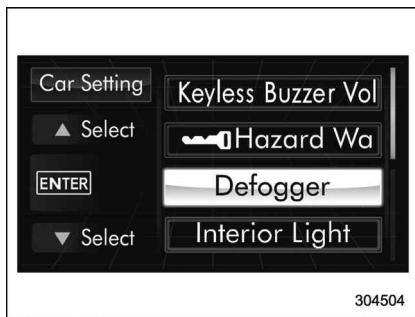 Car Setting
Keyless Buzzer Vol
▲ Select
Hazard Wa
ENTER
Defogger
▼ Select
Interior Light
304504